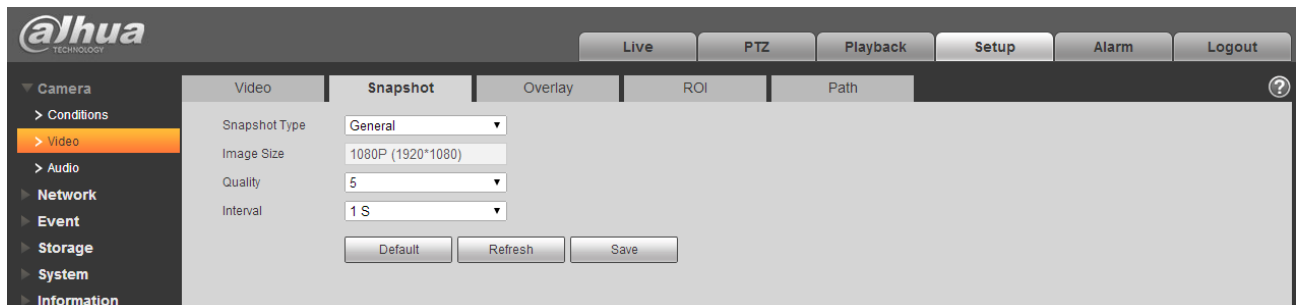 alhua
TECHNOLOGY
Live PTZ Playback Setup Alarm Logout
Camera
> Conditions
> Video
> Audio
Network
Event
Storage
System
Information
Video Snapshot Overlay ROI Path ?
Snapshot Type General
Image Size 1080P (1920*1080)
Quality 5
Interval 1 S
Default Refresh Save